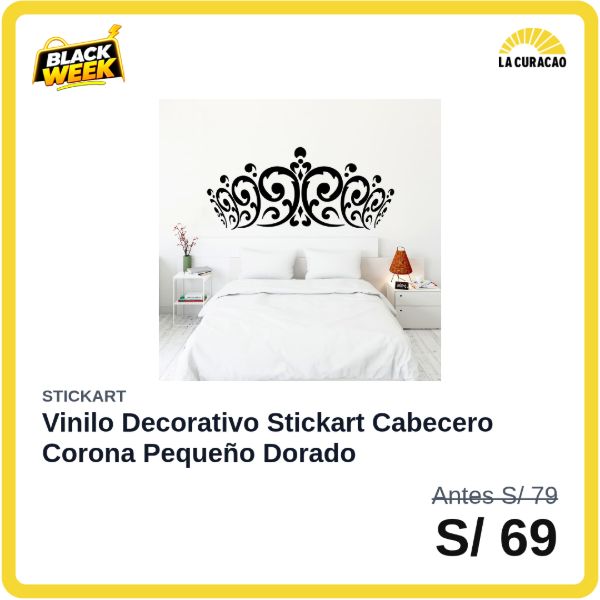 BLACK
WEEK
LA CURACAO
STICKART
Vinilo Decorativo Stickart Cabecero
Corona Pequeño Dorado
Antes S/ 79
S/ 69